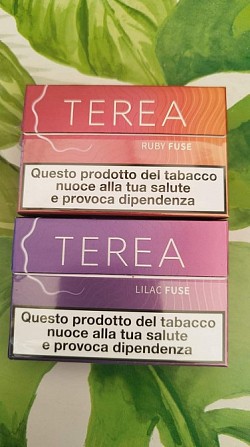 TEREA
RUBY FUSE
Questo prodotto del tabacco
nuoce alla tua salute
e provoca dipendenza
TEREA
LILAC FUSE
Questo prodotto del tabacco
nuoce alla tua salute
e provoca dipendenza